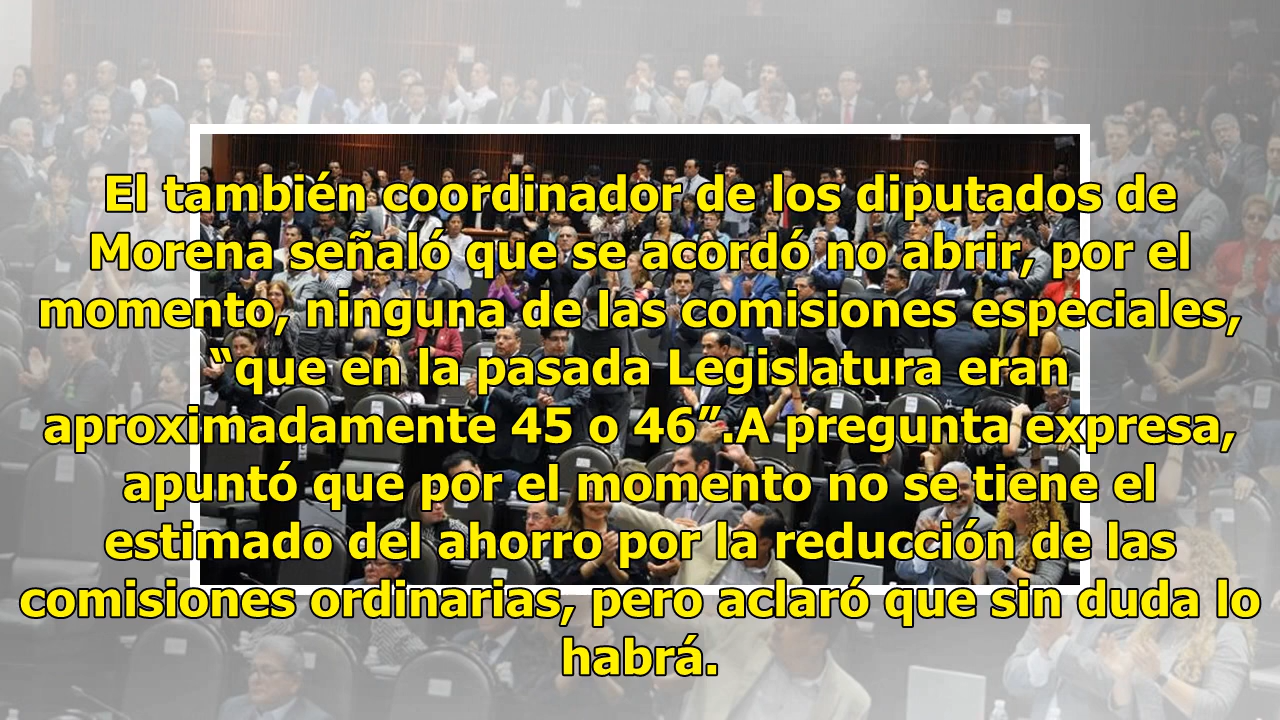 El también coordinador de los diputados de
Morena señaló que se acordó no abrir, por el
momento, ninguna de las comisiones especiales,
“que en la pasada Legislatura eran
aproximadamente 45 o 46”.A pregunta expresa,
apuntó que por el momento no se tiene el
estimado del ahorro por la reducción de las
comisiones ordinarias, pero aclaró que sin duda lo
habrá.